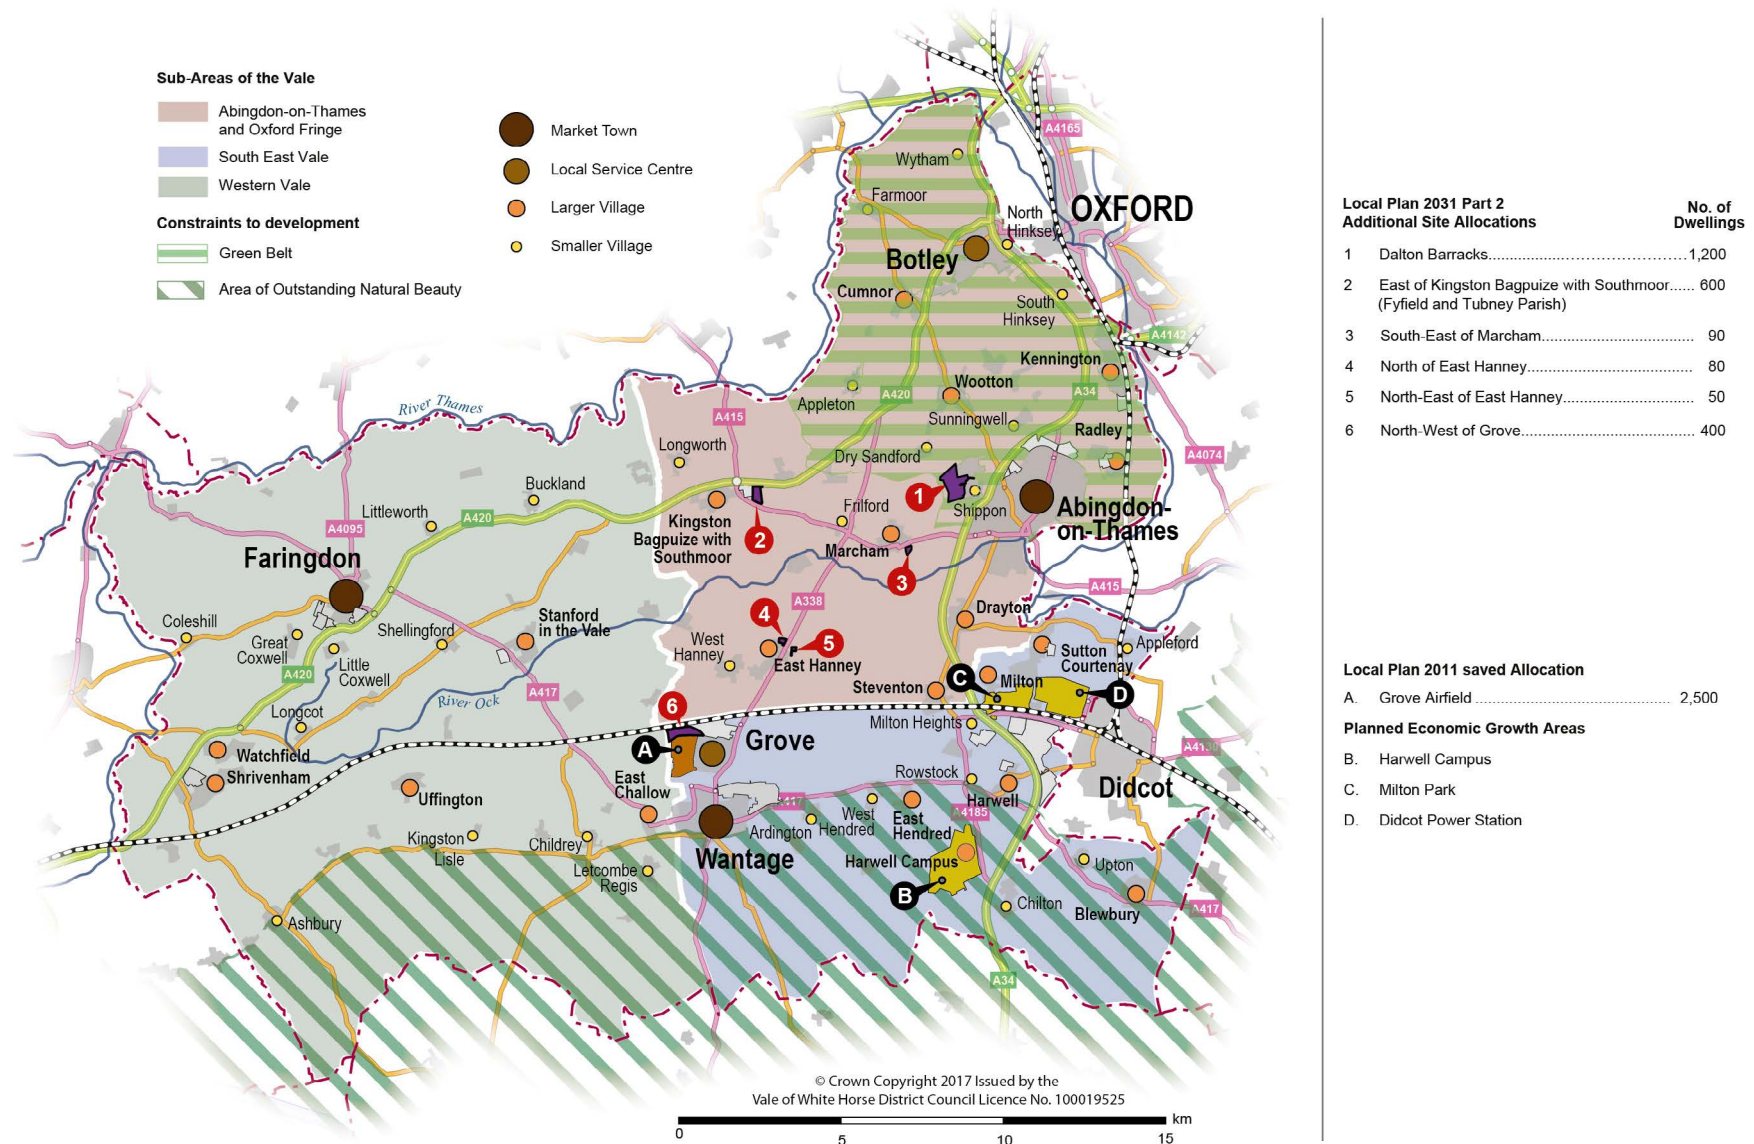 Sub-Areas of the Vale
Abingdon-on-Thames
and Oxford Fringe
South East Vale
Western Vale
Constraints to development
Green Belt
Area of Outstanding Natural Beauty
Market Town
Local Service Centre
Larger Village
Smaller Village
A4165
Wytham
Farmoor
OXFORD
North
Hinksey
Botley
Cumnor
South
Hinksey
A4142
Kennington
Wootton
A420
A34
Appleton
Sunningwell
Radley
River Thames
A415
Longworth
Dry Sandford
A4074
Buckland
Littleworth
A420
A4095
1
Frilford
Shippon
Abingdon-
on-Thames
Kingston
Bagpuize with
Southmoor
2
Marcham
3
Faringdon
A415
A338
Coleshill
Great
Coxwell
Shellingford
Stanford
in the Vale
4
5
West
Hanney
East Hanney
Drayton
Appleford
Sutton
Courtenay
Little
Coxwell
A420
A417
River Ock
Longcot
Steventon
C
Milton
D
6
Milton Heights
A
Grove
A4130
Watchfield
Shrivenham
Uffington
East
Challow
Rowstock
Harwell
Didcot
A417
Ardington
West
Hendred
East
Hendred
A4185
Kingston
Lisle
Childrey
Wantage
Harwell Campus
Letcombe
Regis
B
Upton
Chilton
Blewbury
A417
Ashbury
A34
© Crown Copyright 2017 Issued by the
Vale of White Horse District Council Licence No. 100019525
km
0 5 10 15
Local Plan 2031 Part 2
Additional Site Allocations
No. of
Dwellings
1 Dalton Barracks.....................................1,200
2 East of Kingston Bagpuize with Southmoor...... 600
(Fyfield and Tubney Parish)
3 South-East of Marcham................................... 90
4 North of East Hanney...................................... 80
5 North-East of East Hanney.............................. 50
6 North-West of Grove........................................ 400
Local Plan 2011 saved Allocation
A. Grove Airfield ............................................. 2,500
Planned Economic Growth Areas
B. Harwell Campus
C. Milton Park
D. Didcot Power Station